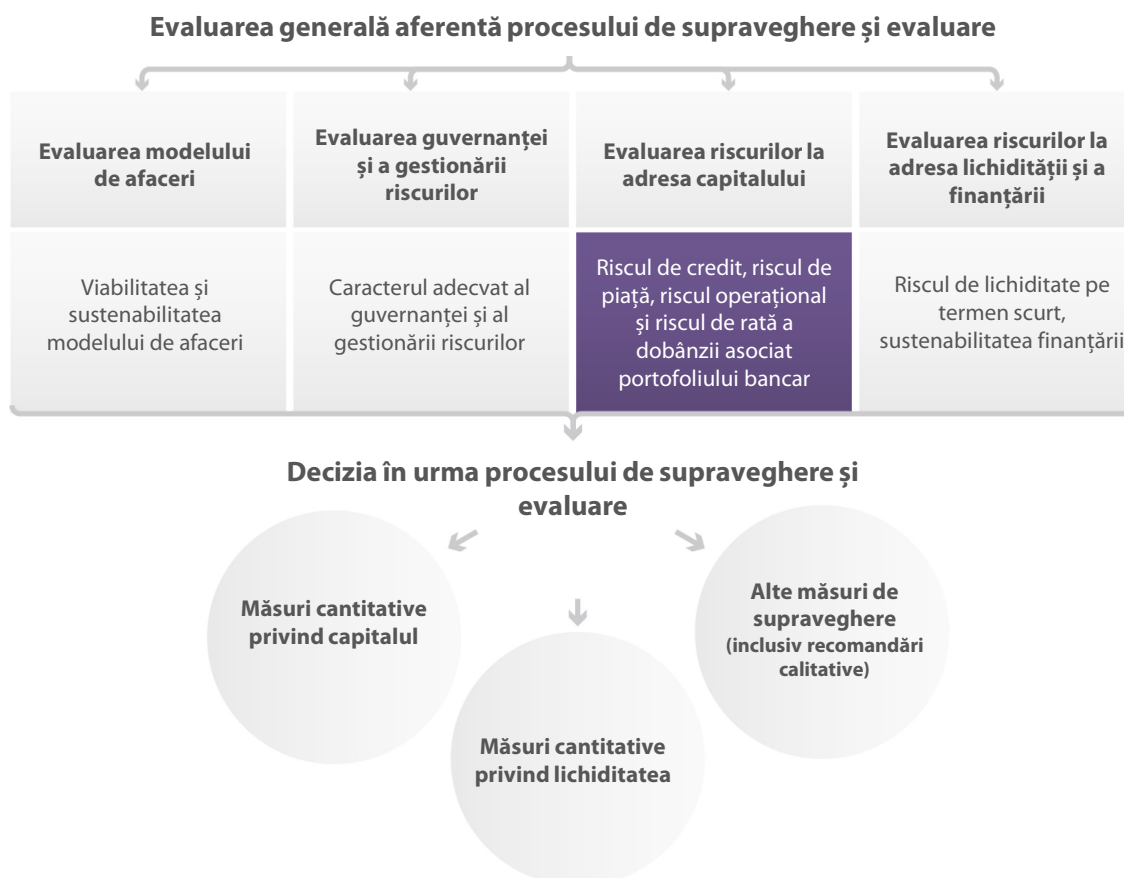 Evaluarea generală aferentă procesului de supraveghere și evaluare
Evaluarea modelului
de afaceri
Evaluarea guvernanței
și a gestionării
riscurilor
Evaluarea riscurilor la
adresa capitalului
Evaluarea riscurilor la
adresa lichidității și a
finanțării
Viabilitatea și
sustenabilitatea
modelului de afaceri
Caracterul adecvat al
guvernanței și al
gestionării riscurilor
Riscul de credit, riscul de
piață, riscul operațional
și riscul de rată a
dobânzii asociat
portofoliului bancar
Riscul de lichiditate pe
termen scurt,
sustenabilitatea finanțării
Decizia în urma procesului de supraveghere și
evaluare
Măsuri cantitative
privind capitalul
Măsuri cantitative
privind lichiditatea
Alte măsuri de
supraveghere
(inclusiv recomandări
calitative)